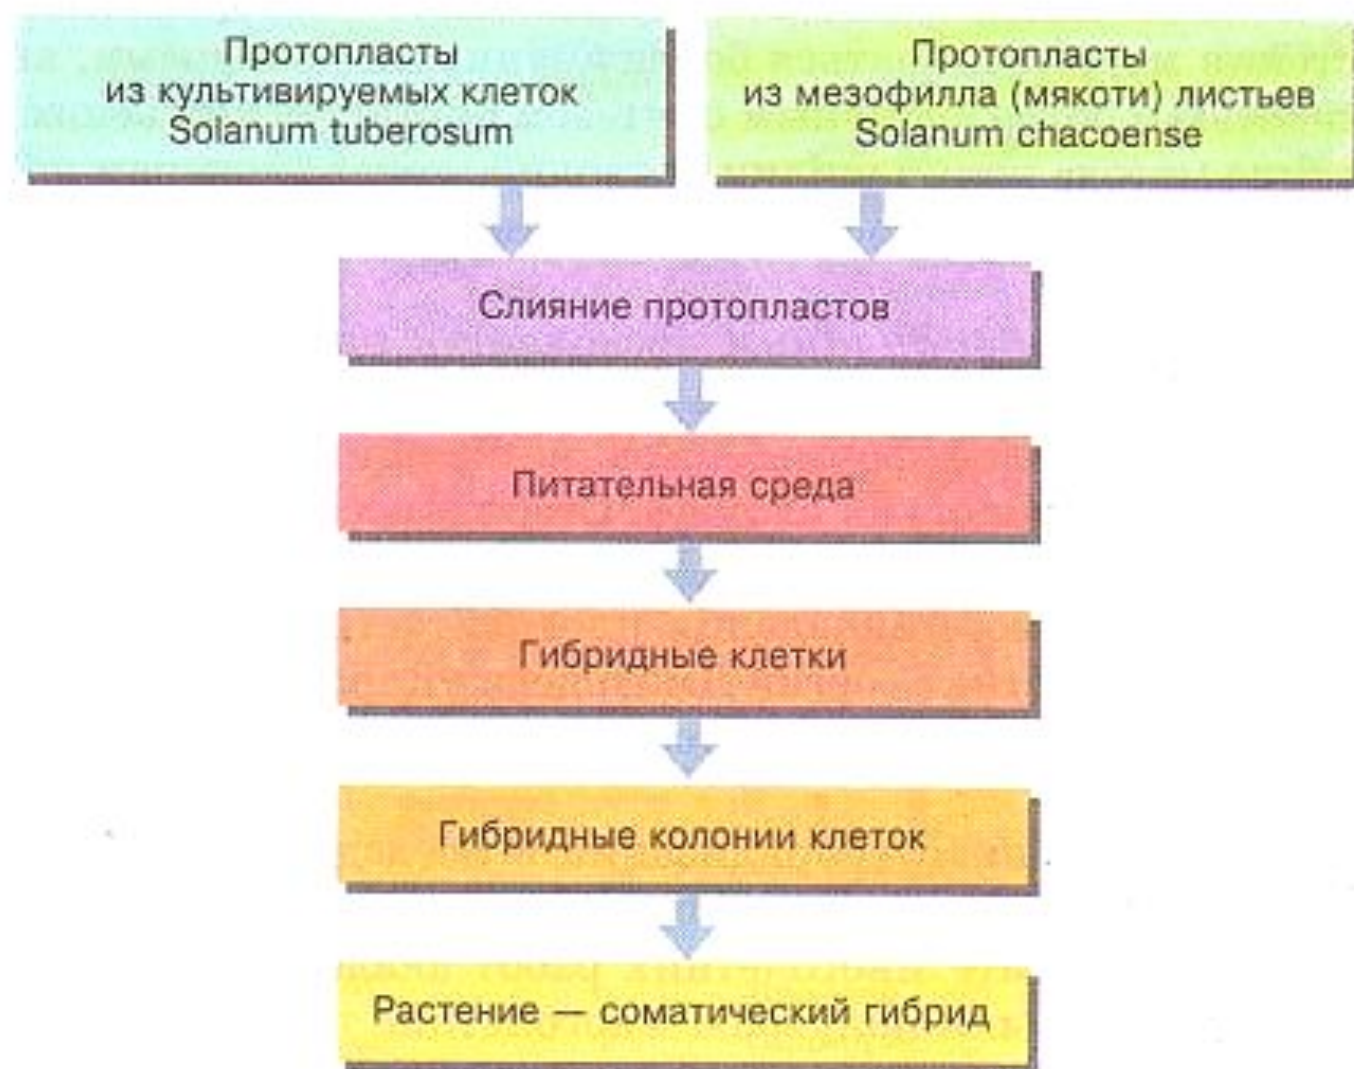 Протопласты
из культивируемых клеток
Solanum tuberosum
Протопласты
из мезофилла (мякоти) листьев
Solanum chacoense
Слияние протопластов
Питательная среда
Гибридные клетки
Гибридные колонии клеток
Растение — соматический гибрид